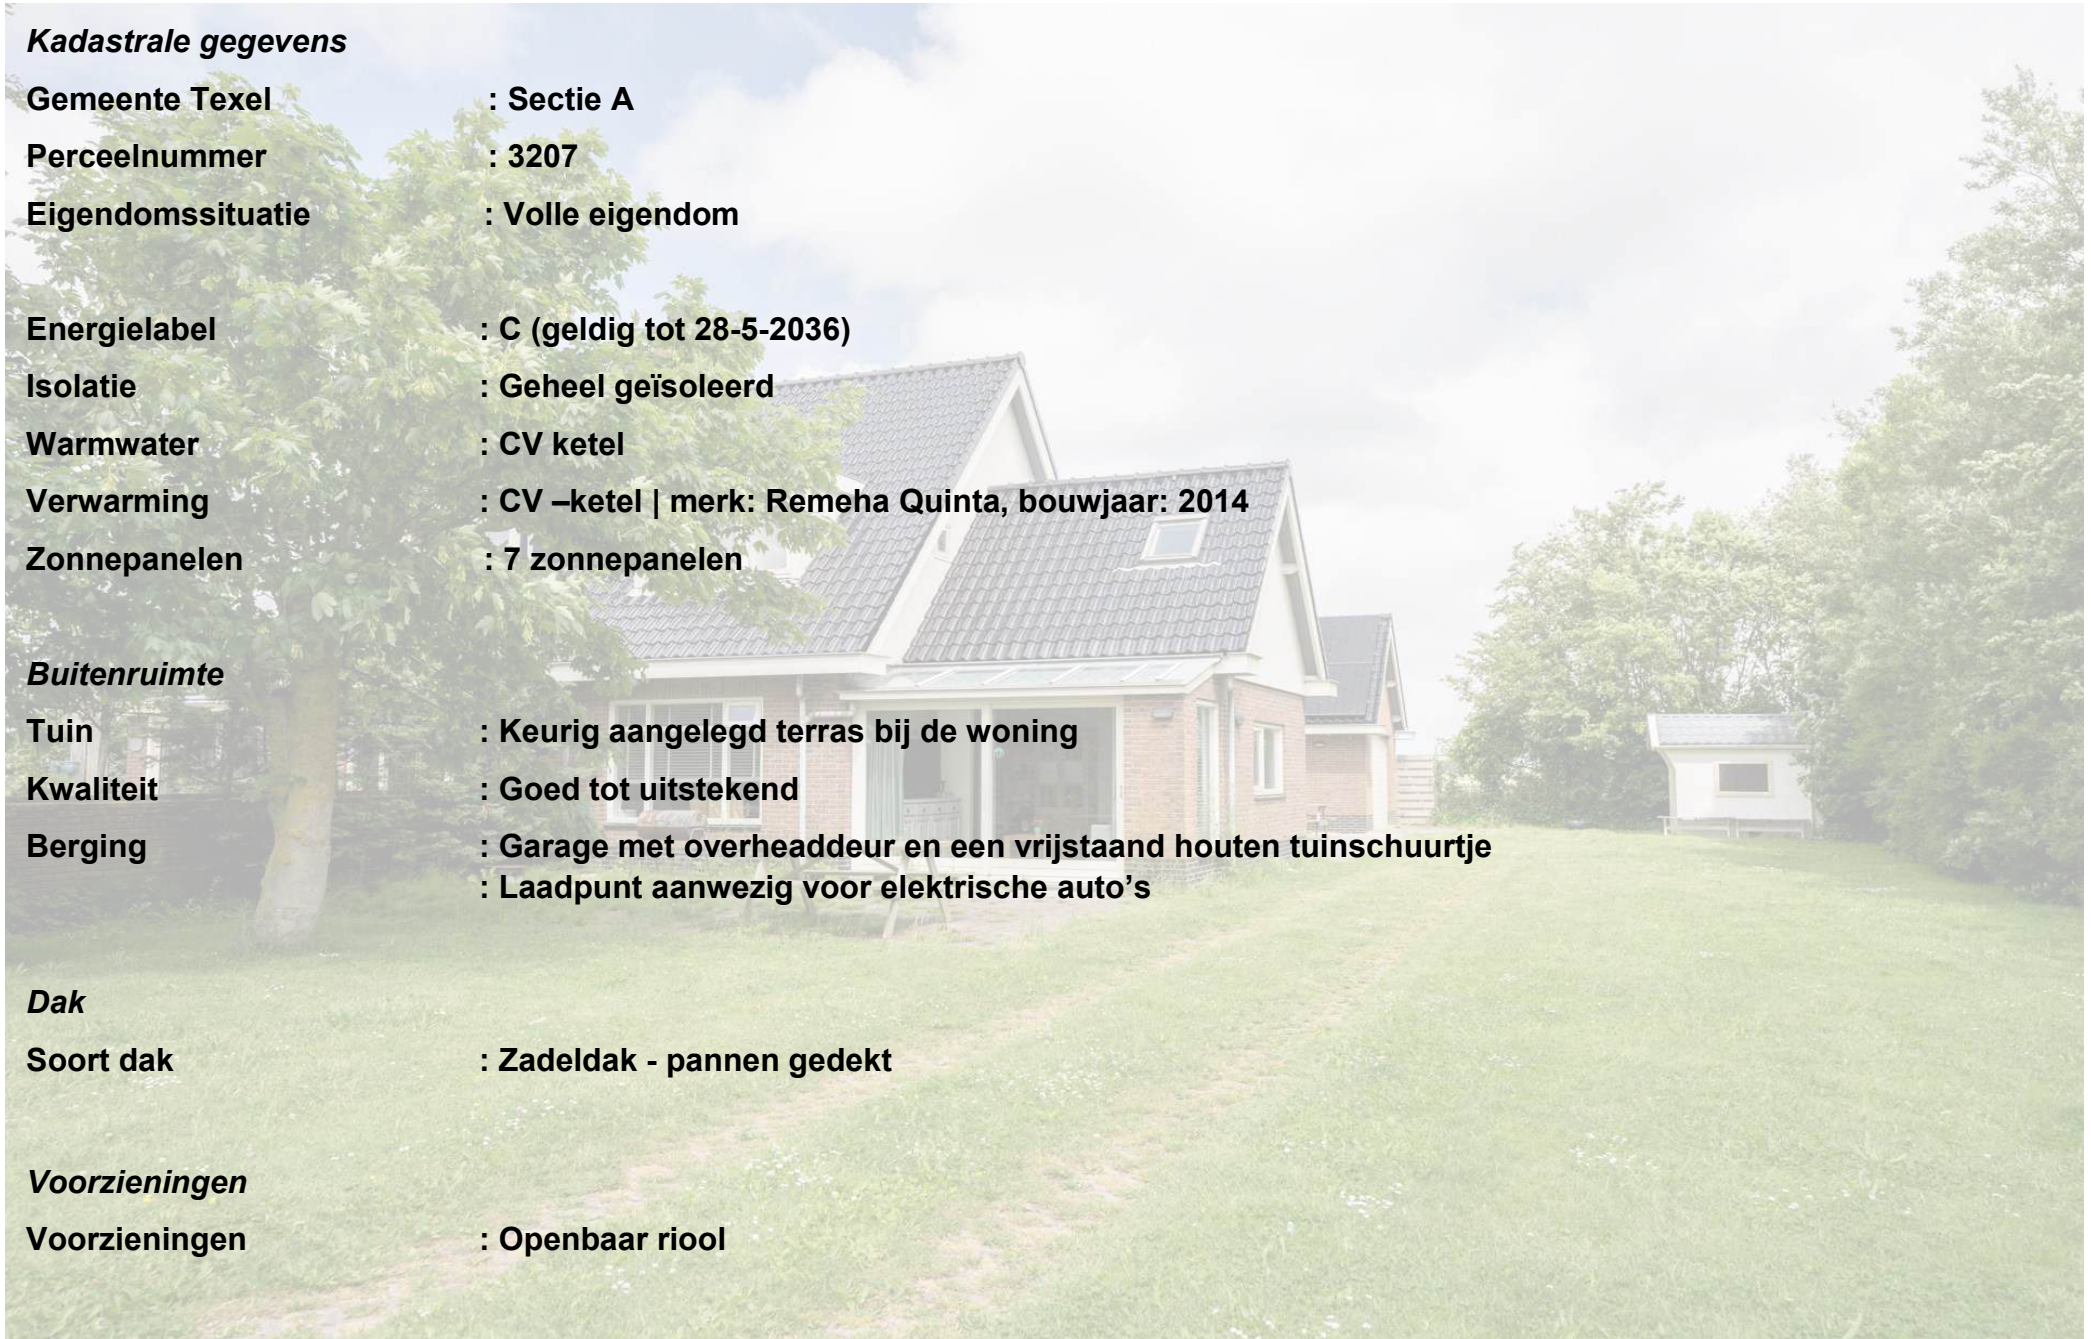 Kadastrale gegevens
Gemeente Texel : Sectie A
Perceelnummer : 3207
Eigendomssituatie : Volle eigendom
Energielabel : C (geldig tot 28-5-2036)
Isolatie : Geheel geïsoleerd
Warmwater : CV ketel
Verwarming : CV –ketel | merk: Remeha Quinta, bouwjaar: 2014
Zonnepanelen : 7 zonnepanelen
Buitenruimte
Tuin : Keurig aangelegd terras bij de woning
Kwaliteit : Goed tot uitstekend
Berging : Garage met overheaddeur en een vrijstaand houten tuinschuurtje
: Laadpunt aanwezig voor elektrische auto’s
Dak
Soort dak : Zadeldak - pannen gedekt
Voorzieningen
Voorzieningen : Openbaar riool